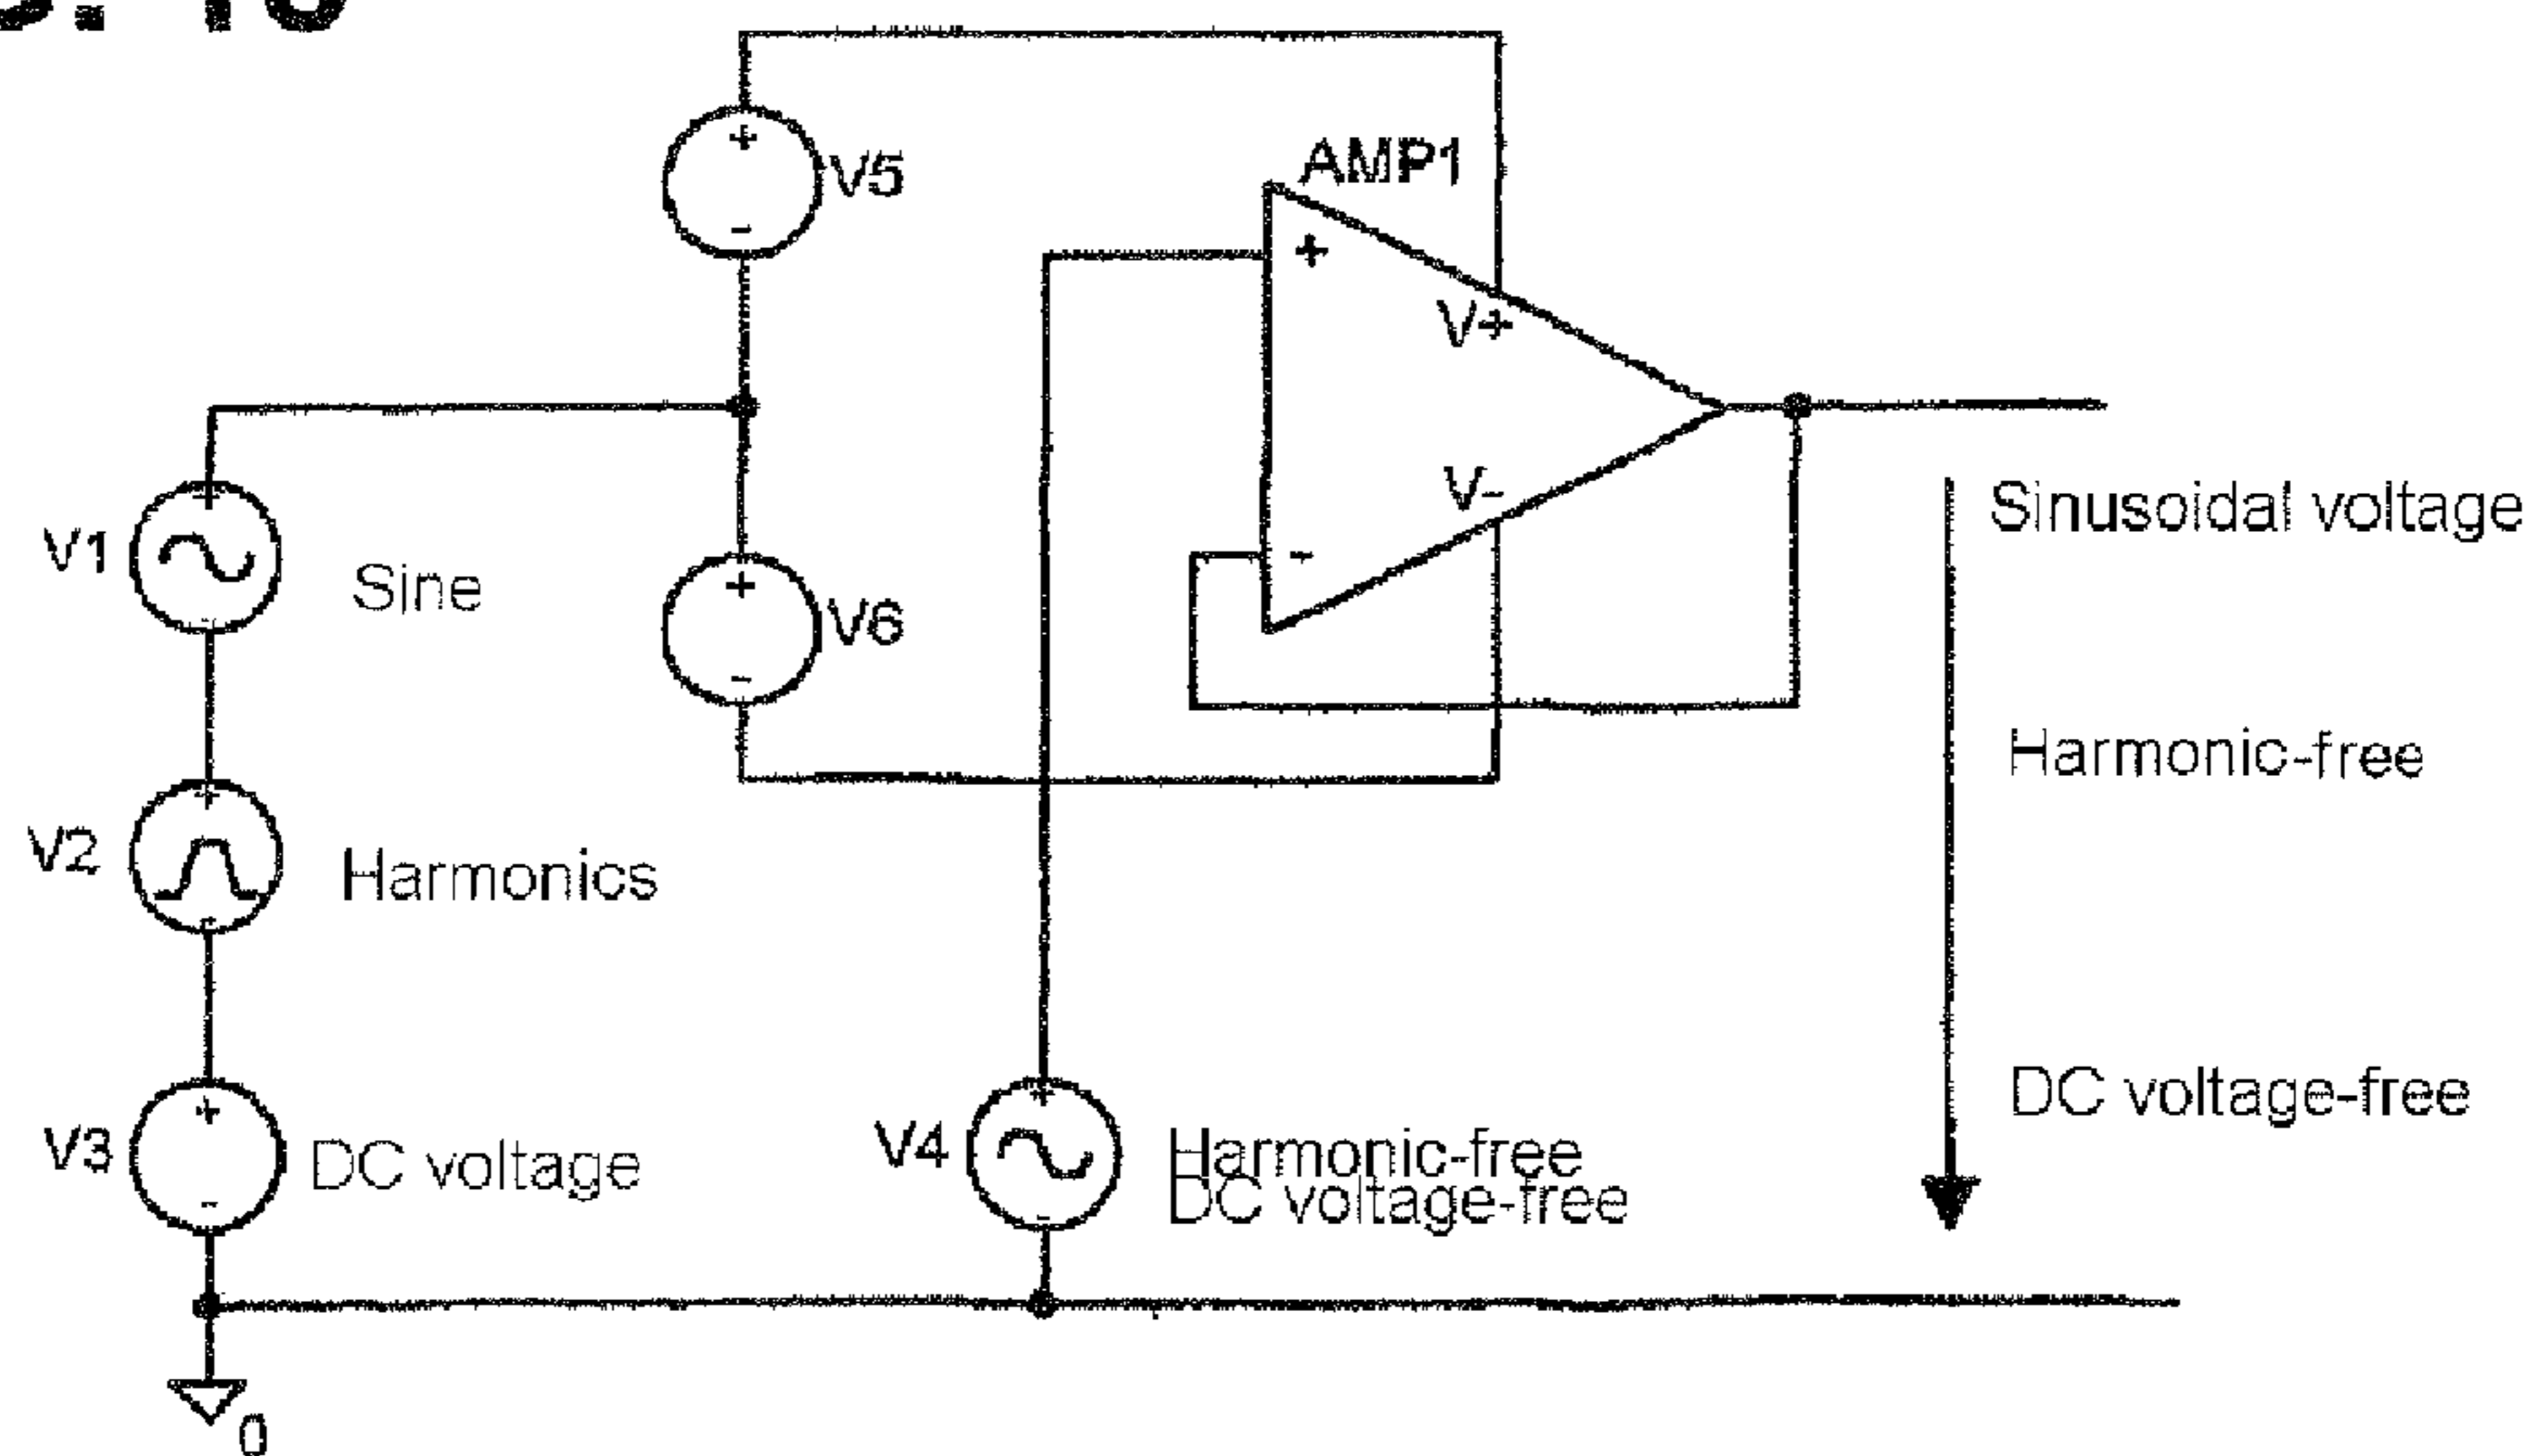 V5
AMP1
V+
V-
Sinusoidal voltage
V1
Sine
V6
Harmonic-free
V2
Harmonics
DC voltage-free
V3
DC voltage
V4
Harmonic-free
DC voltage-free
0